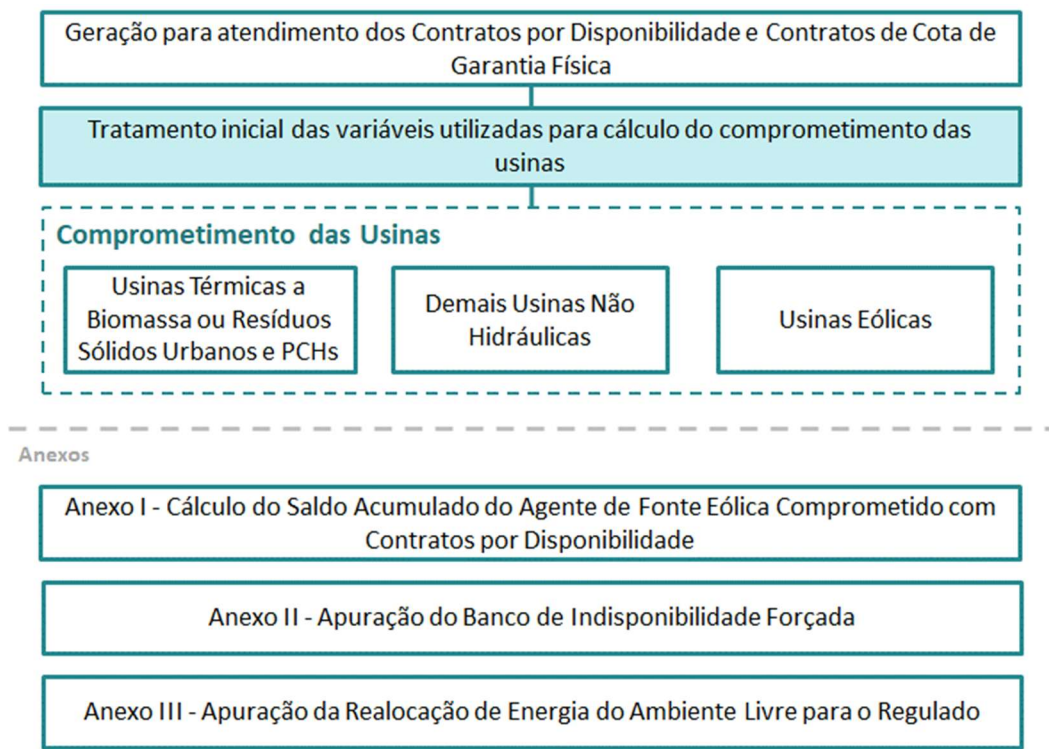 Geração para atendimento dos Contratos por Disponibilidade e Contratos de Cota de
Garantia Física
Tratamento inicial das variáveis utilizadas para cálculo do comprometimento das
usinas
Comprometimento das Usinas
Usinas Térmicas a
Biomassa ou Resíduos
Sólidos Urbanos e PCHs
Demais Usinas Não
Hidráulicas
Usinas Eólicas
Anexos
Anexo I - Cálculo do Saldo Acumulado do Agente de Fonte Eólica Comprometido com
Contratos por Disponibilidade
Anexo II - Apuração do Banco de Indisponibilidade Forçada
Anexo III - Apuração da Realocação de Energia do Ambiente Livre para o Regulado